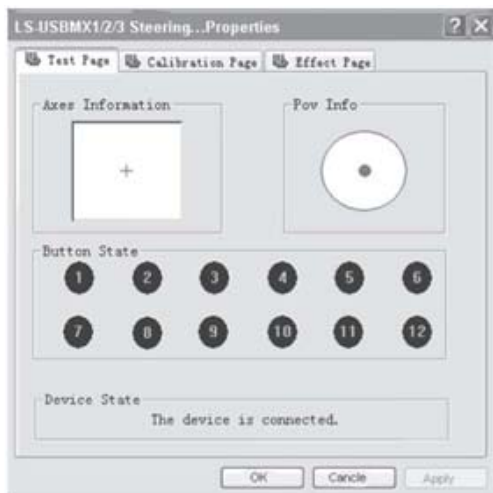 LS-USBMX1/2/3 Steering...Properties
Test Page Calibration Page Effect Page
Axes Information Pov Info
Button State
1 2 3 4 5 6
7 8 9 10 11 12
Device State
The device is connected.
OK Cancle Apply